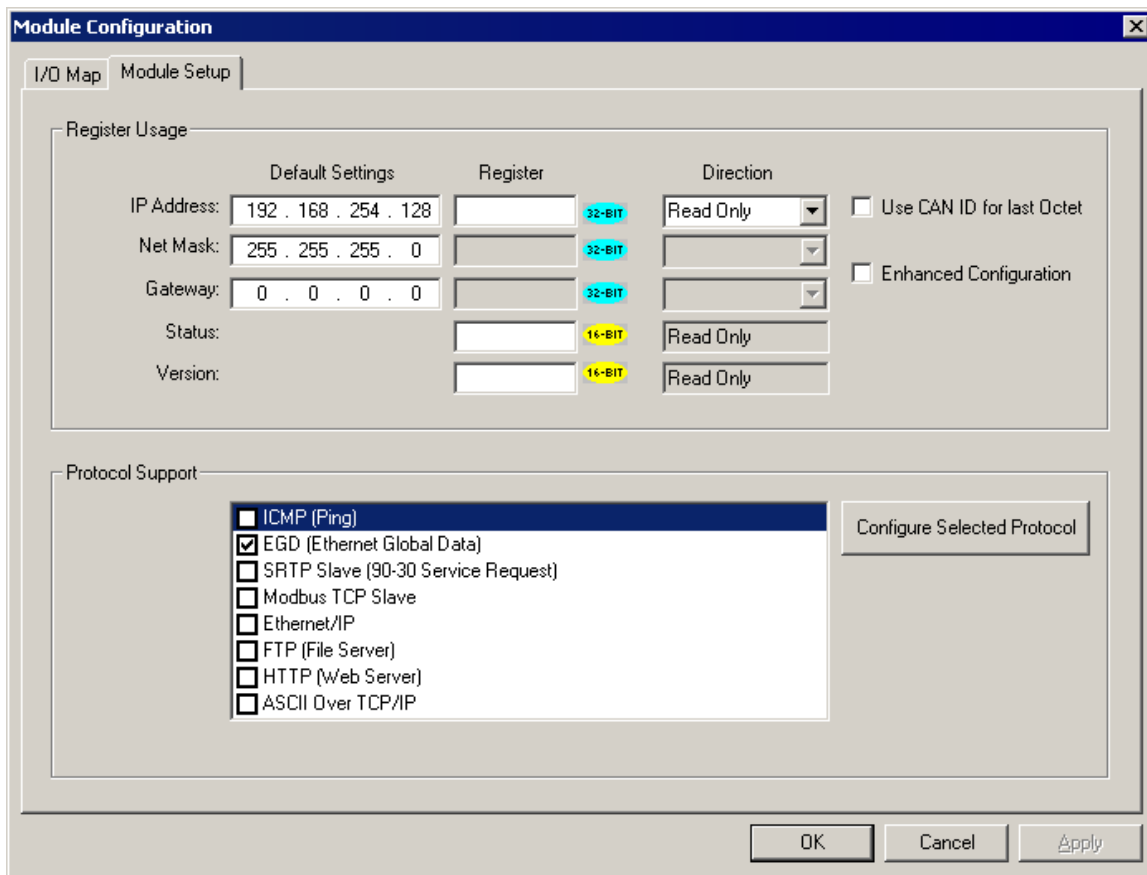 Module Configuration
I/O Map Module Setup
Register Usage
Default Settings Register Direction
IP Address: 192 . 168 . 254 . 128 32-BIT Read Only Use CAN ID for last Octet
Net Mask: 255 . 255 . 255 . 0 32-BIT
Enhanced Configuration
Gateway: 0 . 0 . 0 . 0 32-BIT
Status: 16-BIT Read Only
Version: 16-BIT Read Only
Protocol Support
ICMP (Ping)
Configure Selected Protocol
EGD (Ethernet Global Data)
SRTP Slave (90-30 Service Request)
Modbus TCP Slave
Ethernet/IP
FTP (File Server)
HTTP (Web Server)
ASCII Over TCP/IP
OK Cancel Apply